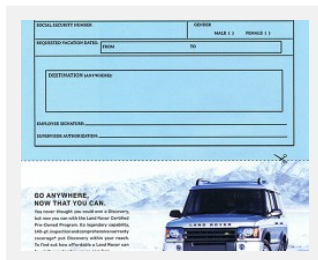 SOCIAL SECURITY NUMBER
GENDER
MALE ( ) FEMALE ( )
REQUESTED VACATION DATES:
FROM
TO
DESTINATION (ANYWHERE)
EMPLOYEE SIGNATURE:
SUPERVISOR AUTHORIZATION:
GO ANYWHERE,
NOW THAT YOU CAN.
You never thought you could own a Discovery,
but now you can with the Land Rover Certified
Pre-Owned Program. Its legendary capability,
140-pt. inspection and comprehensive warranty
coverage* put Discovery within your reach.
To find out how affordable a Land Rover can
LAND ROVER